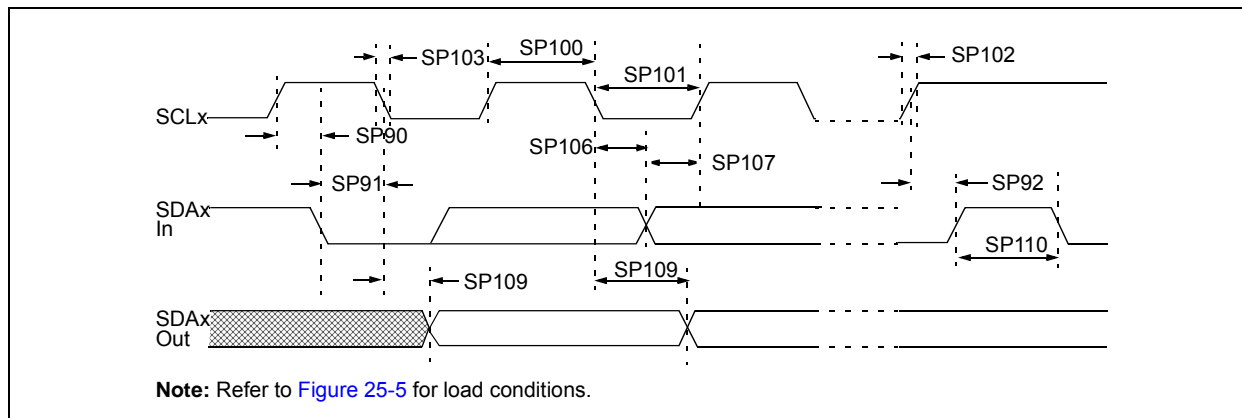 SP103
SP100
SP101
SP102
SCLx
SP90
SP106
SP107
SP91
SP92
SDAx
In
SP110
SP109
SP109
SDAx
Out
Note: Refer to Figure 25-5 for load conditions.